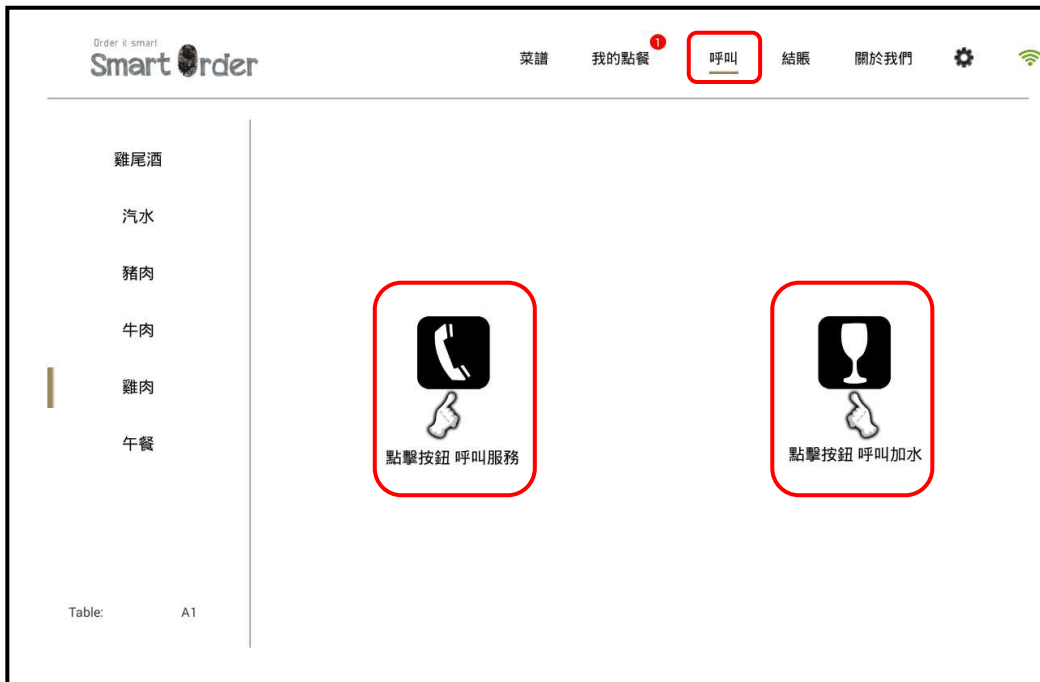 Order it smart
Smart Order
菜譜 我的點餐 1 呼叫 結賬 關於我們
雞尾酒
汽水
豬肉
牛肉
雞肉
午餐
點擊按鈕 呼叫服務
點擊按鈕 呼叫加水
Table: A1